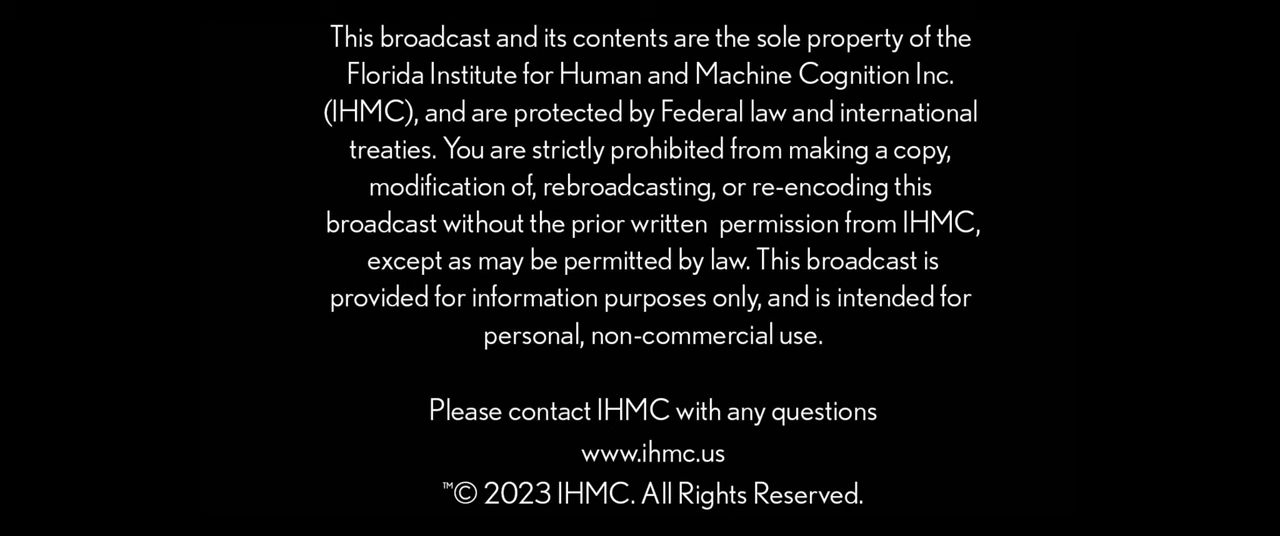 This broadcast and its contents are the sole property of the
Florida Institute for Human and Machine Cognition Inc.
(IHMC), and are protected by Federal law and international
treaties. You are strictly prohibited from making a copy,
modification of, rebroadcasting, or re-encoding this
broadcast without the prior written  permission from IHMC,
except as may be permitted by law. This broadcast is
provided for information purposes only, and is intended for
personal, non-commercial use.
Please contact IHMC with any questions
www.ihmc.us
™© 2023 IHMC. All Rights Reserved.